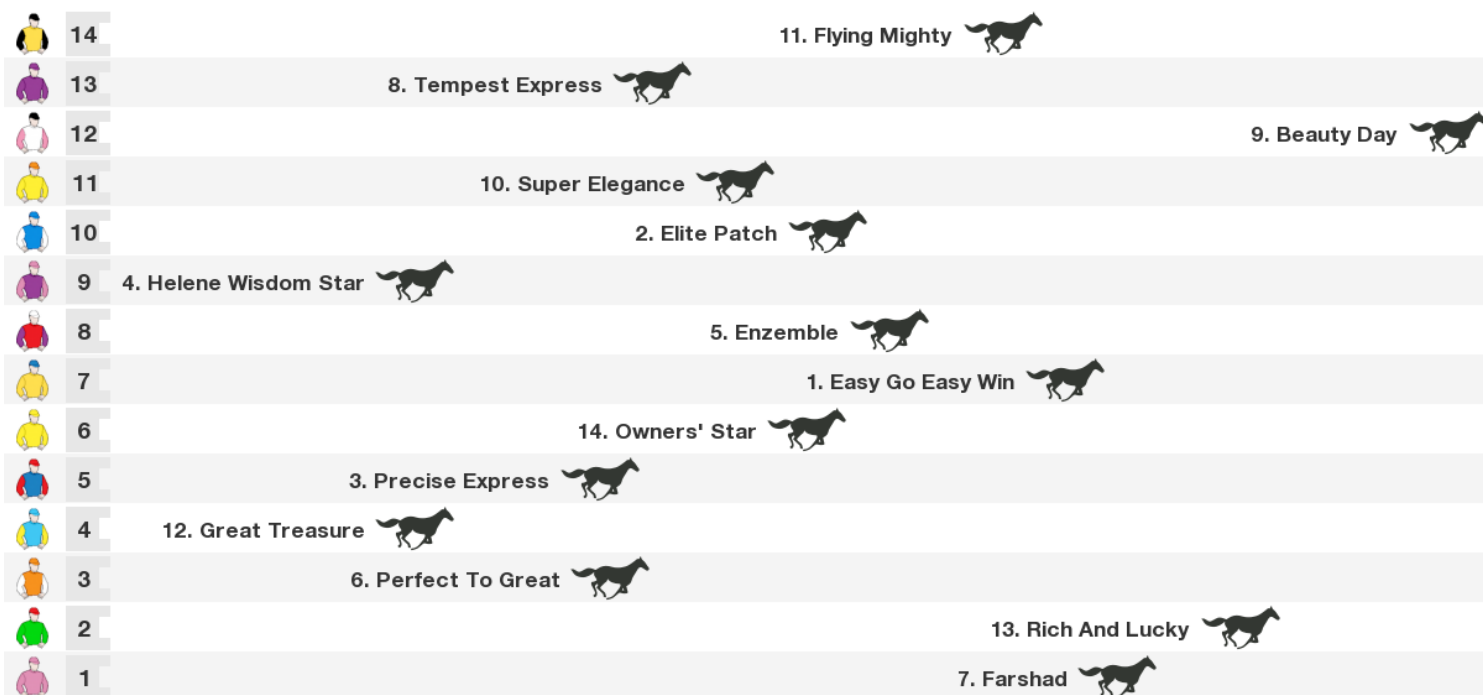 14 11. Flying Mighty
13 8. Tempest Express
12 9. Beauty Day
11 10. Super Elegance
10 2. Elite Patch
9 4. Helene Wisdom Star
8 5. Enzemble
7 1. Easy Go Easy Win
6 14. Owners' Star
5 3. Precise Express
4 12. Great Treasure
3 6. Perfect To Great
2 13. Rich And Lucky
1 7. Farshad